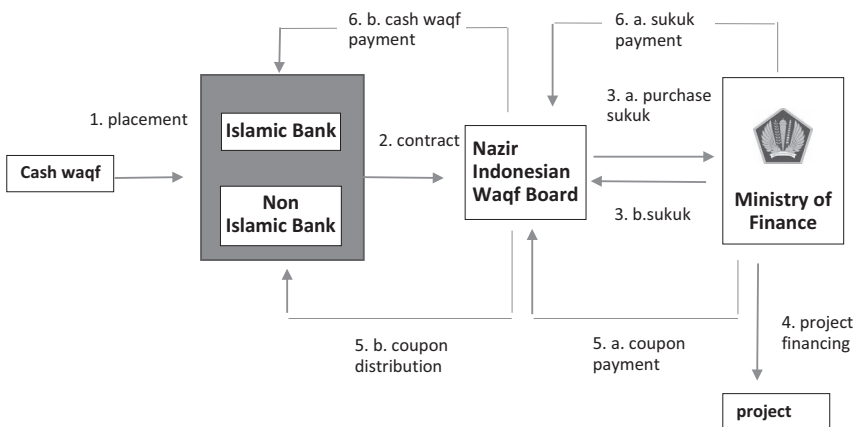 6. b. cash waqf
payment
6. a. sukuk
payment
1. placement
Islamic Bank
2. contract
3. a. purchase
sukuk
Cash waqf
Non
Islamic Bank
Nazir
Indonesian
Waqf Board
3. b.sukuk
Ministry of
Finance
5. b. coupon
distribution
5. a. coupon
payment
4. project
financing
project